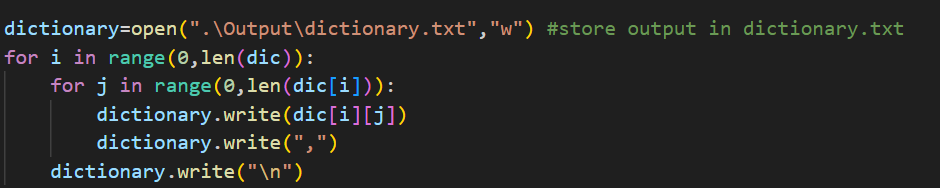 dictionary=open(".\Output\dictionary.txt","w") #store output in dictionary.txt
for i in range(0,len(dic)):
    for j in range(0,len(dic[i])):
        dictionary.write(dic[i][j])
        dictionary.write(",")
    dictionary.write("\n")